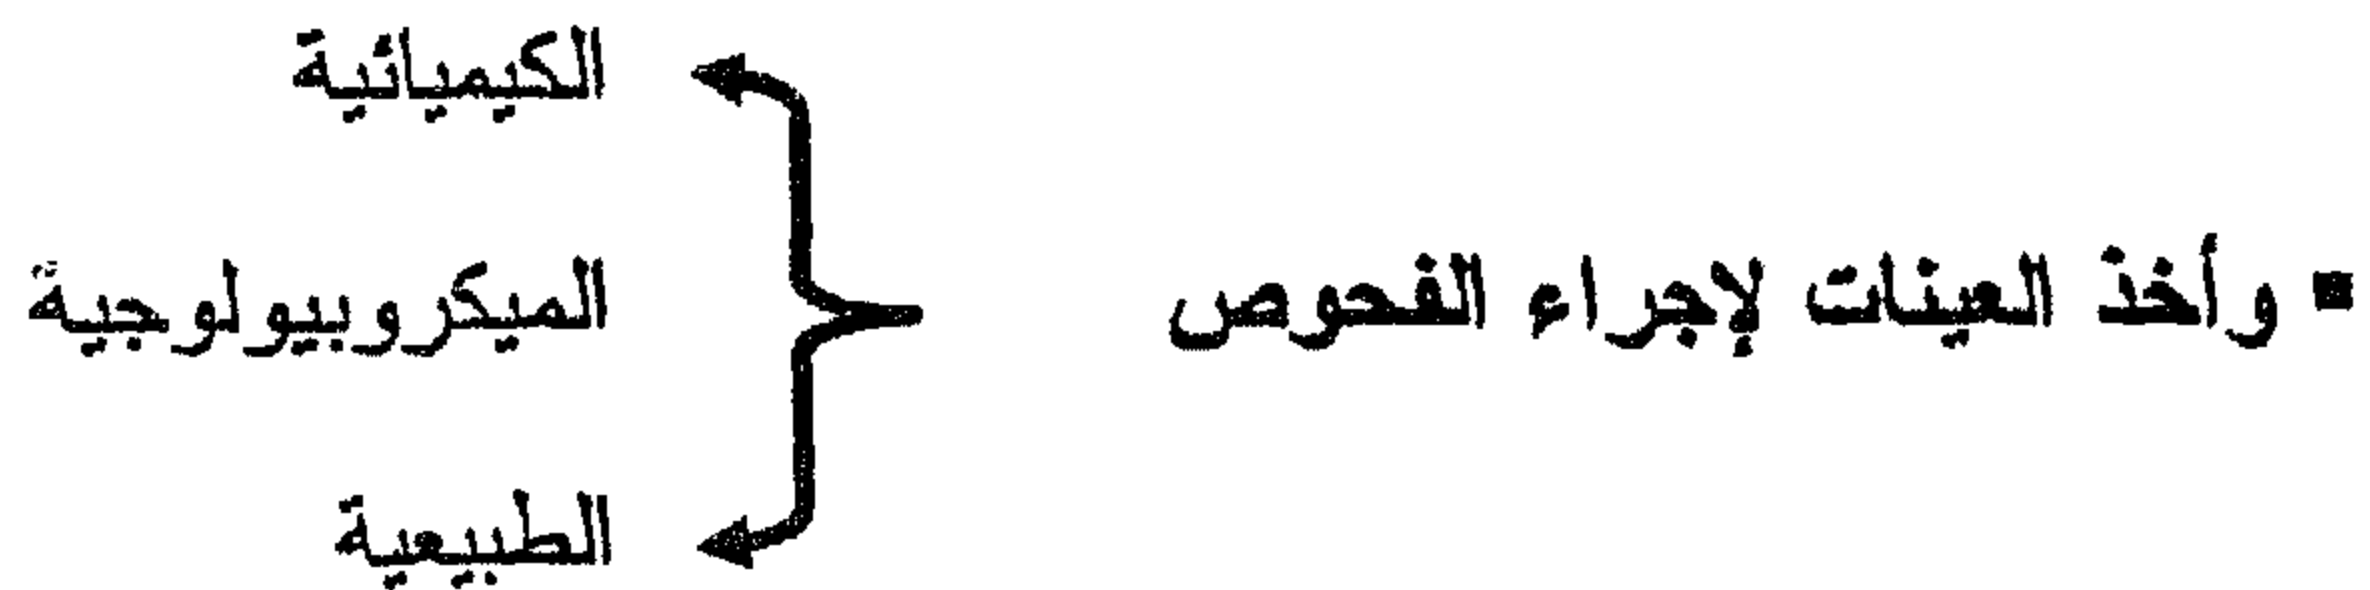 ▪ وأخذ العينات لإجراء الفحوص
الكيميائية
الميكروبيولوجية
الطبيعية